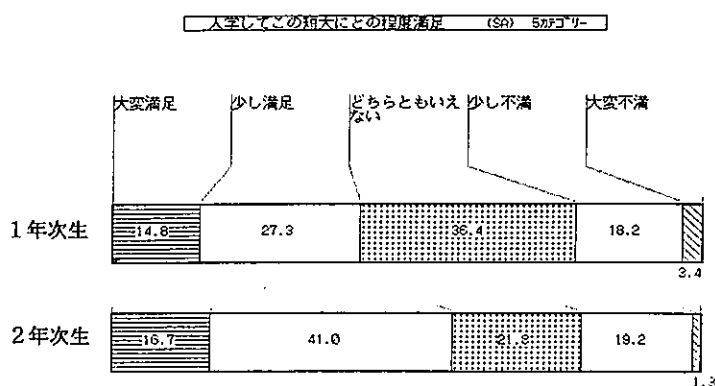 入学してこの短大にどの程度満足 (SA) 5カテゴリー
大変満足 少し満足 どちらともいえない 少し不満 大変不満
1年次生 14.8 27.3 36.4 18.2
3.4
2年次生 16.7 41.0 21.8 19.2
1.3